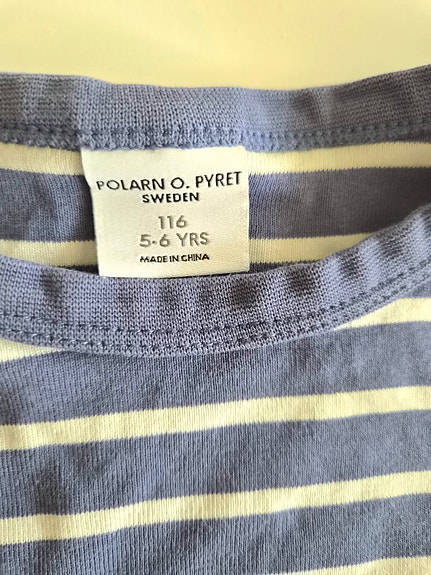 POLARN O. PYRET
SWEDEN
116
5-6 YRS
MADE IN CHINA